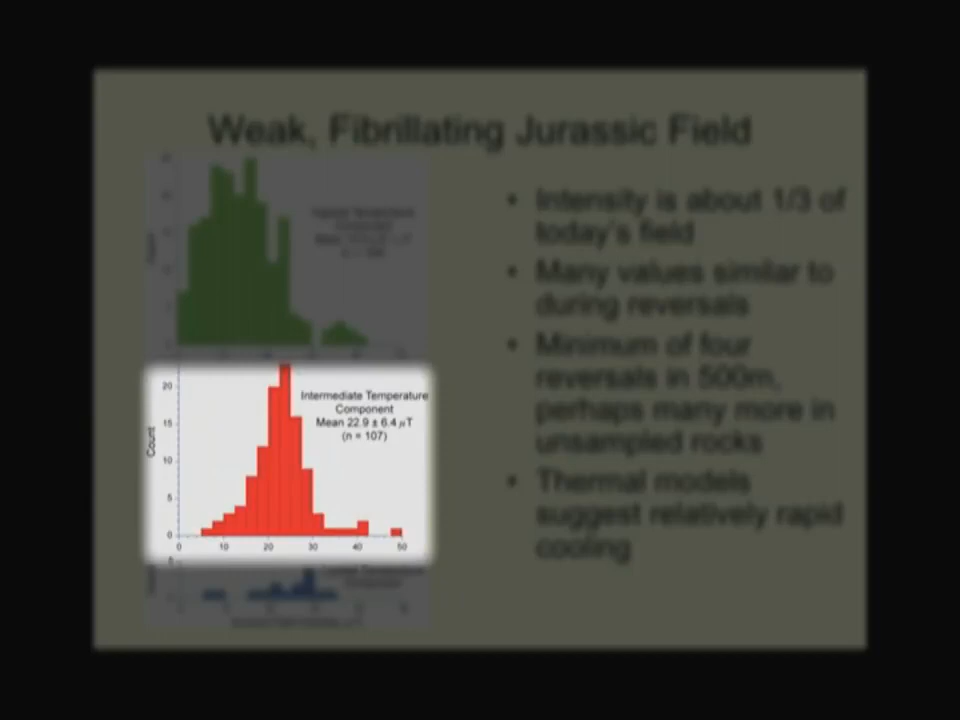 Weak, Fibrillating Jurassic Field
• Intensity is about 1/3 of
today's field
• Many values similar to
during reversals
• Minimum of four
reversals in 500m,
perhaps many more in
unsampled rocks
• Thermal models
suggest relatively rapid
cooling
Intermediate Temperature
Component
Mean 22.9 ± 6.4 μT
(n = 107)
Count
20
15
10
5
0
0 10 20 30 40 50